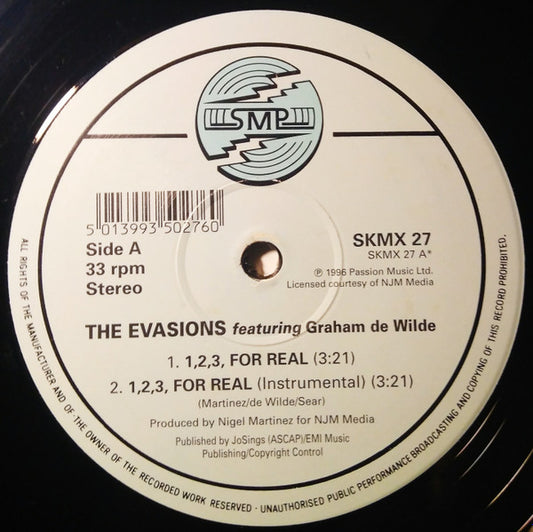 SMP
5 013993 502760
Side A
33 rpm
Stereo
SKMX 27
SKMX 27 A*
℗ 1996 Passion Music Ltd.
Licensed courtesy of NJM Media
THE EVASIONS featuring Graham de Wilde
1. 1,2,3, FOR REAL (3:21)
2. 1,2,3, FOR REAL (Instrumental) (3:21)
(Martinez/de Wilde/Sear)
Produced by Nigel Martinez for NJM Media
Published by JoSings (ASCAP)/EMI Music
Publishing/Copyright Control
ALL RIGHTS OF THE MANUFACTURER AND OF THE OWNER OF THE RECORDED WORK RESERVED · UNAUTHORISED PUBLIC PERFORMANCE BROADCASTING AND COPYING OF THIS RECORD PROHIBITED.